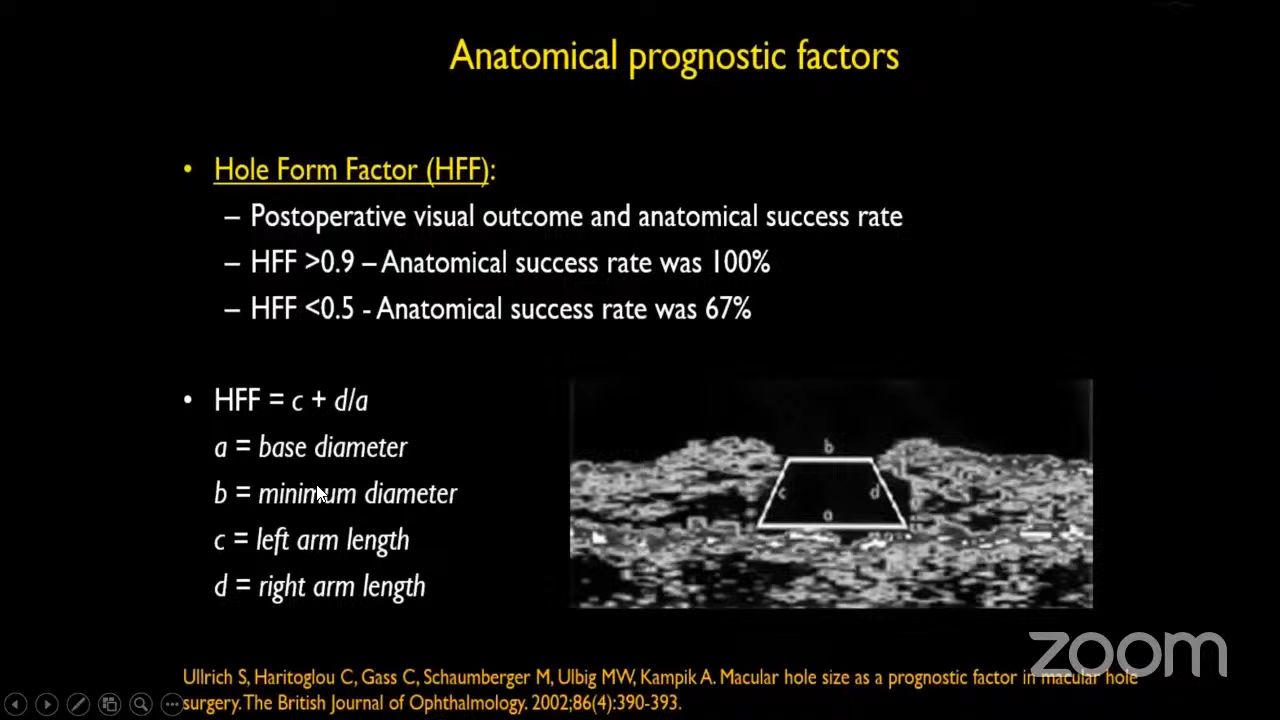 Anatomical prognostic factors
• Hole Form Factor (HFF):
– Postoperative visual outcome and anatomical success rate
– HFF >0.9 – Anatomical success rate was 100%
– HFF <0.5 - Anatomical success rate was 67%
• HFF = c + d/a
a = base diameter
b = minimum diameter
c = left arm length
d = right arm length
b
c d
a
zoom
Ullrich S, Haritoglou C, Gass C, Schaumberger M, Ulbig MW, Kampik A. Macular hole size as a prognostic factor in macular hole
surgery. The British Journal of Ophthalmology. 2002;86(4):390-393.